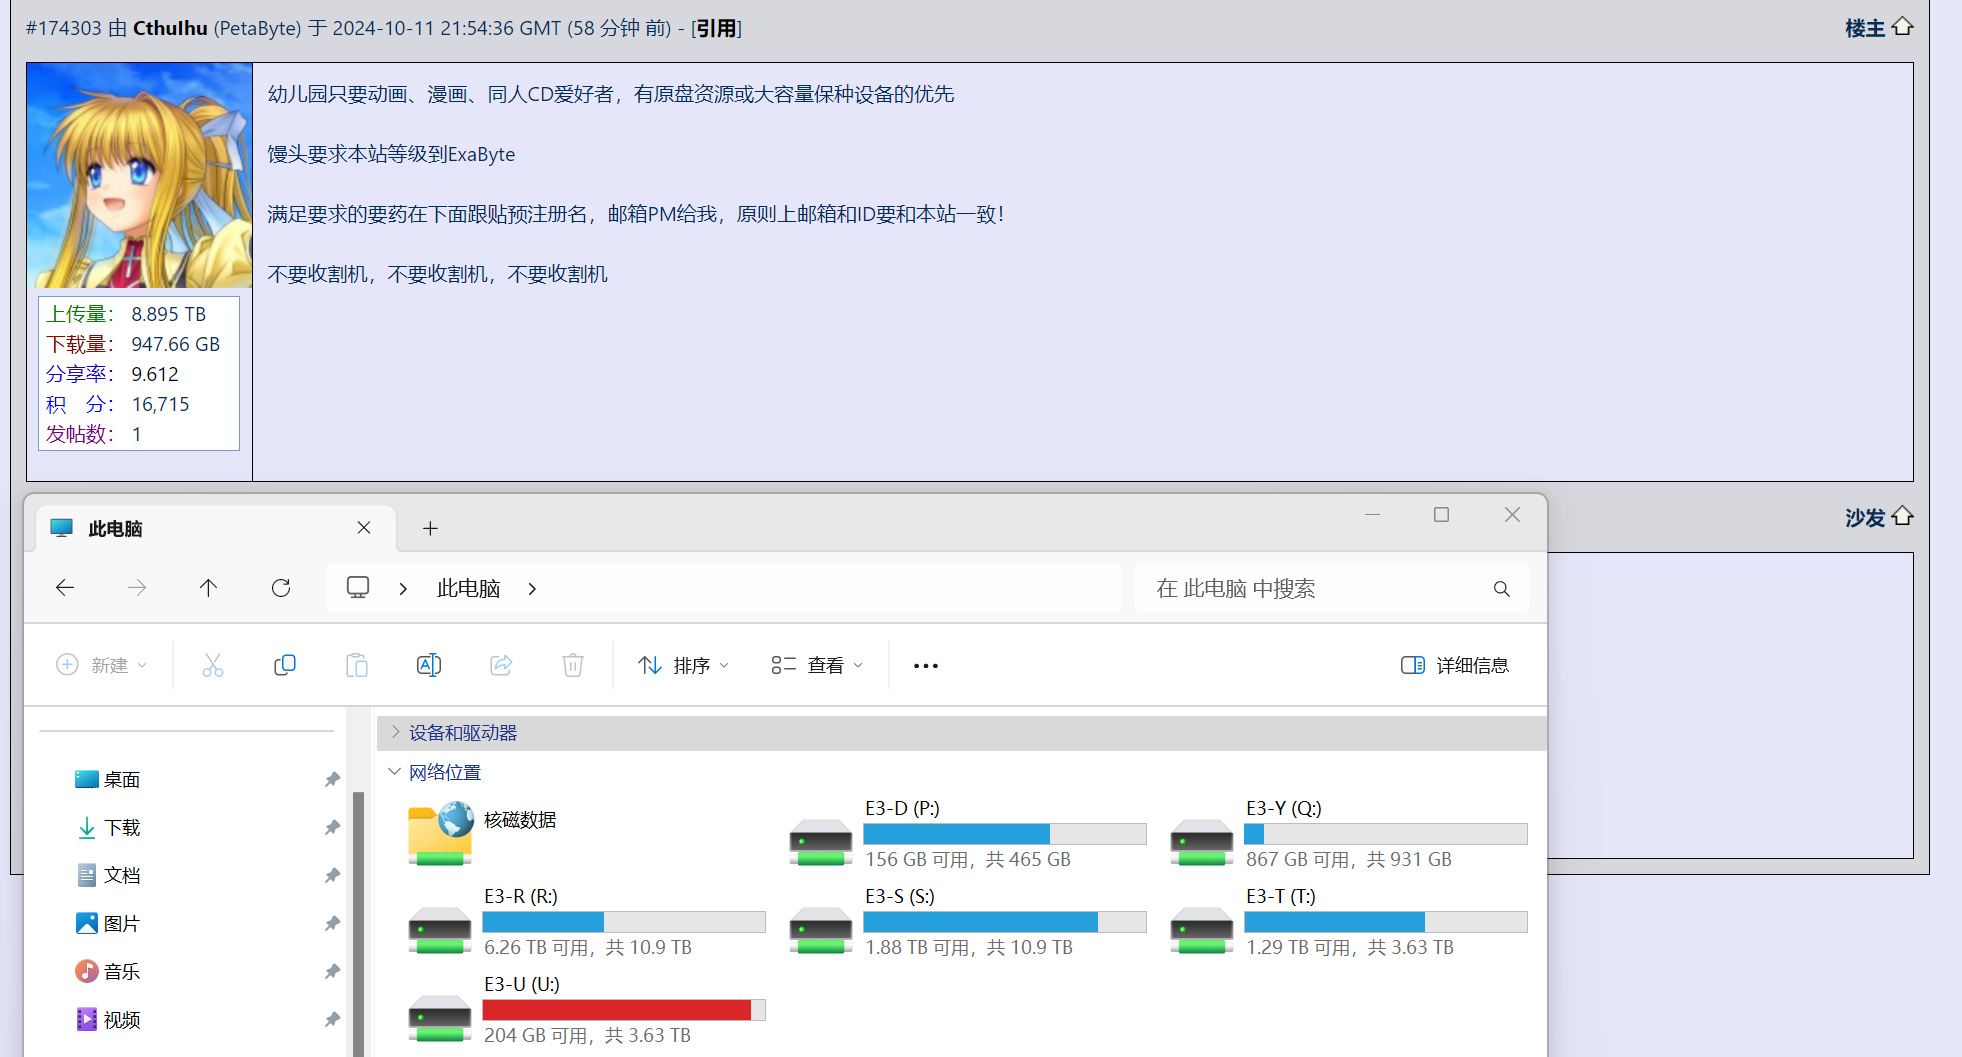 #174303 由 Cthulhu (PetaByte) 于 2024-10-11 21:54:36 GMT (58 分钟 前) - [引用]
楼主
幼儿园只要动画、漫画、同人CD爱好者，有原盘资源或大容量保种设备的优先
馒头要求本站等级到ExaByte
满足要求的要药在下面跟贴预注册名，邮箱PM给我，原则上邮箱和ID要和本站一致！
不要收割机，不要收割机，不要收割机
上传量： 8.895 TB
下载量： 947.66 GB
分享率： 9.612
积 分： 16,715
发帖数： 1
沙发
此电脑
此电脑
在 此电脑 中搜索
新建
排序
查看
详细信息
桌面
下载
文档
图片
音乐
视频
设备和驱动器
网络位置
核磁数据
E3-D (P:)
156 GB 可用，共 465 GB
E3-Y (Q:)
867 GB 可用，共 931 GB
E3-R (R:)
6.26 TB 可用，共 10.9 TB
E3-S (S:)
1.88 TB 可用，共 10.9 TB
E3-T (T:)
1.29 TB 可用，共 3.63 TB
E3-U (U:)
204 GB 可用，共 3.63 TB